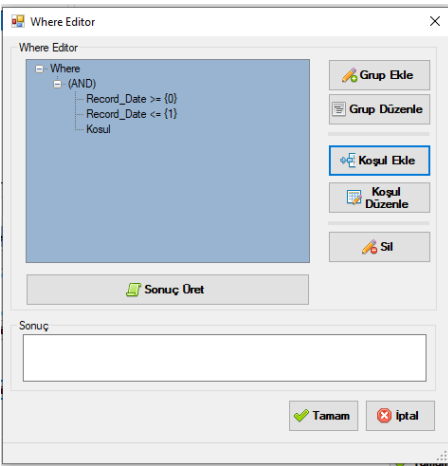 Where Editor
Where Editor
Where
(AND)
Record_Date >= {0}
Record_Date <= {1}
Kosul
Grup Ekle
Grup Düzenle
Koşul Ekle
Koşul
Düzenle
Sil
Sonuç Üret
Sonuç
Tamam
İptal